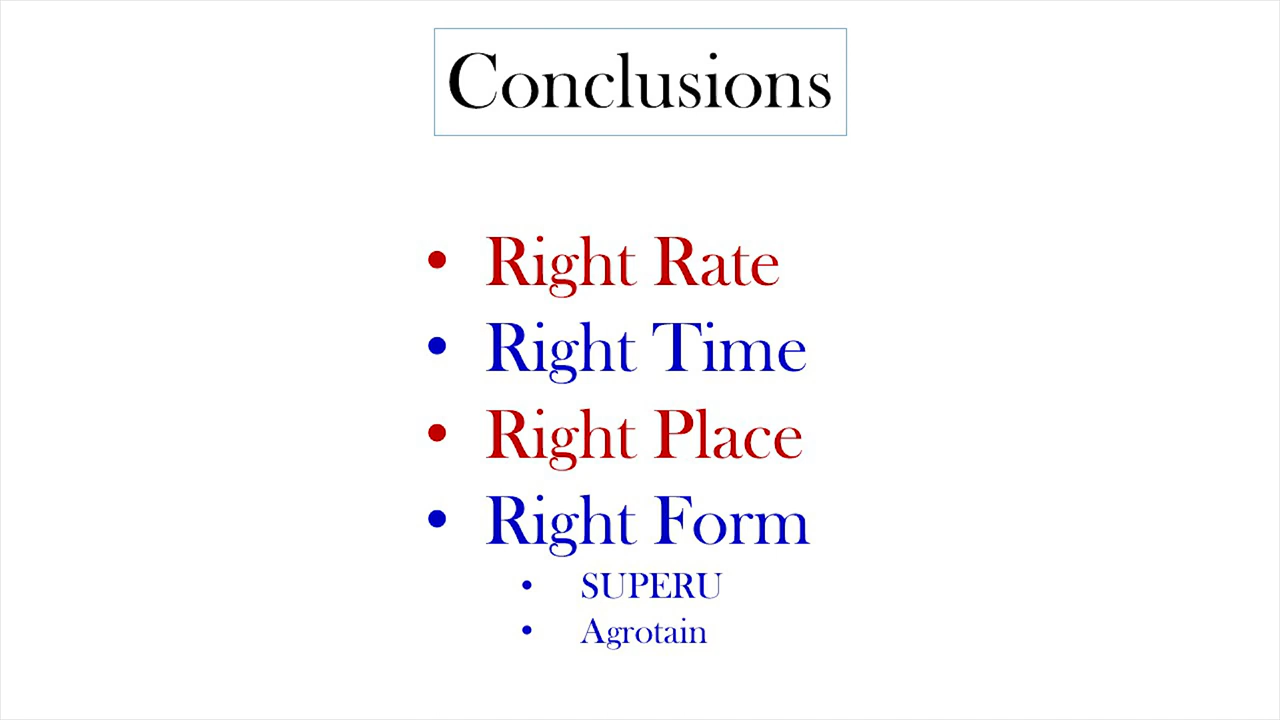 Conclusions
• Right Rate
• Right Time
• Right Place
• Right Form
• SUPERU
• Agrotain